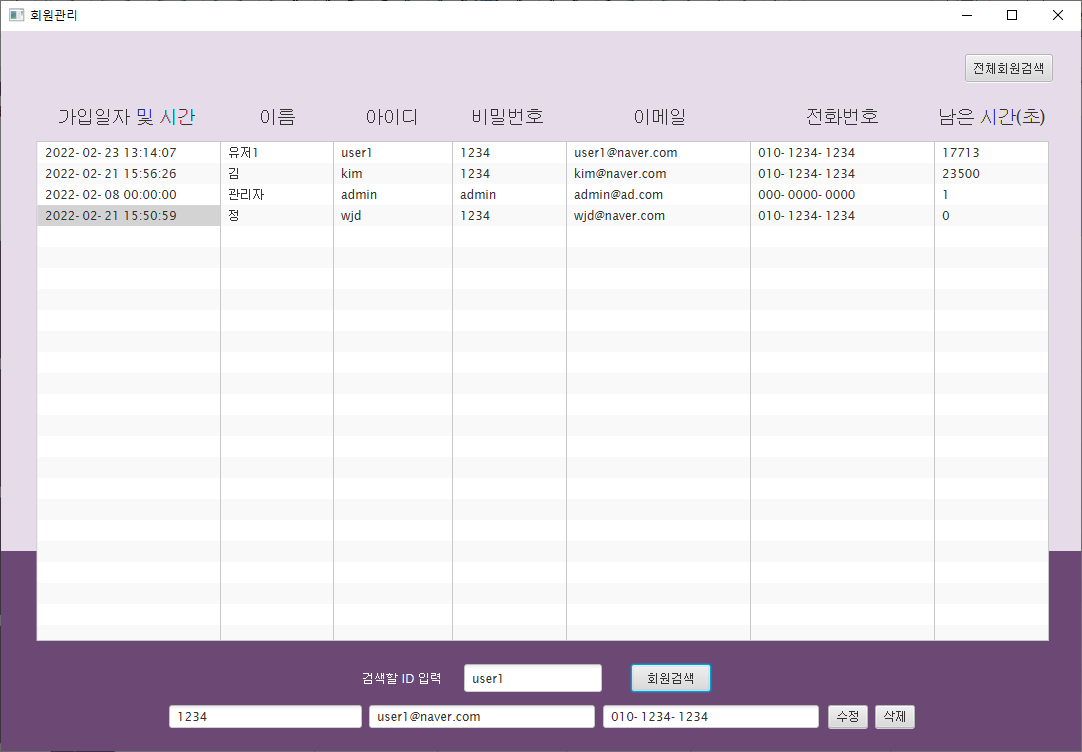 회원관리
전체회원검색
가입일자 및 시간 이름 아이디 비밀번호 이메일 전화번호 남은 시간(초)
2022-02-23 13:14:07 유저1 user1 1234 user1@naver.com 010-1234-1234 17713
2022-02-21 15:56:26 김 kim 1234 kim@naver.com 010-1234-1234 23500
2022-02-08 00:00:00 관리자 admin admin admin@ad.com 000-0000-0000 1
2022-02-21 15:50:59 정 wjd 1234 wjd@naver.com 010-1234-1234 0
검색할 ID 입력 user1 회원검색
1234 user1@naver.com 010-1234-1234 수정 삭제